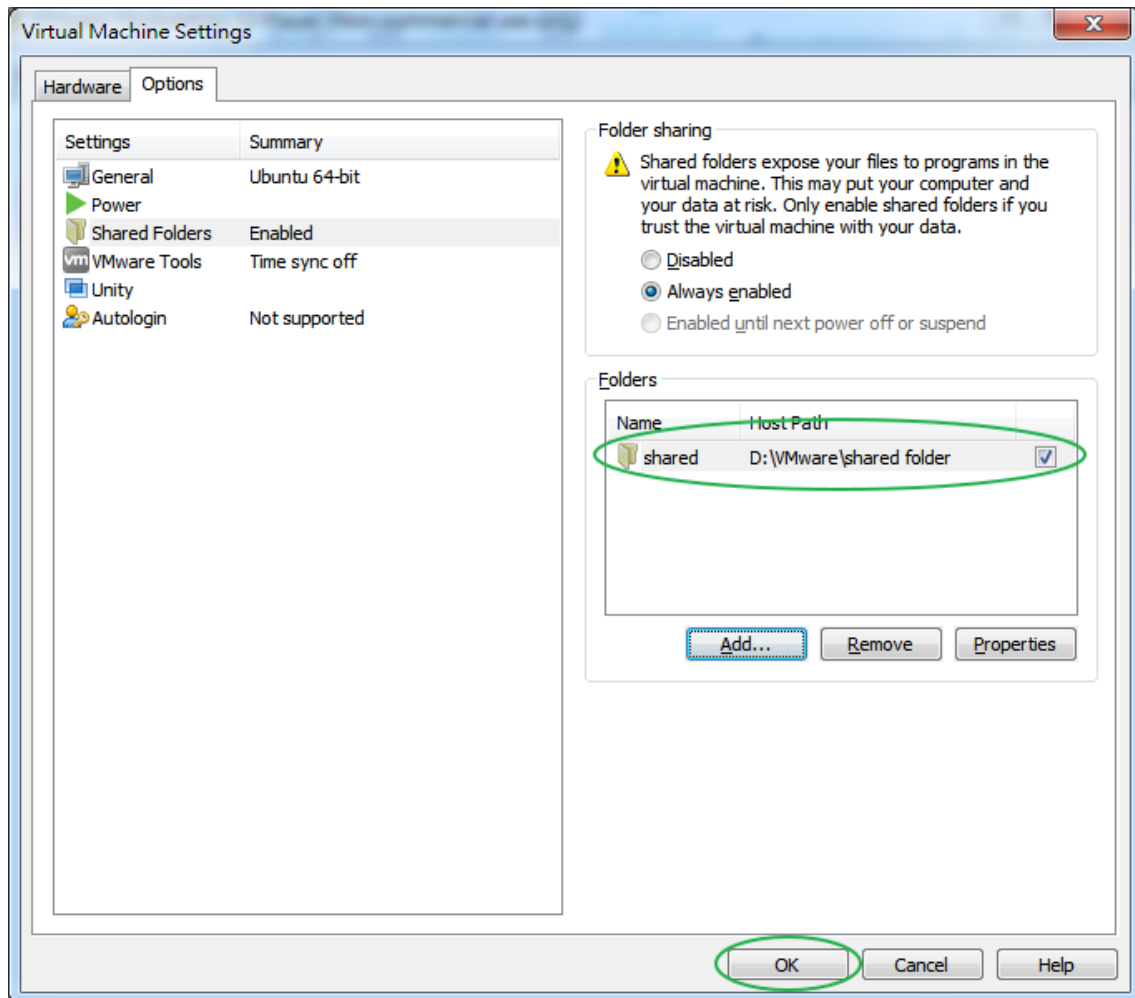 Virtual Machine Settings
Hardware
Options
Settings Summary
General Ubuntu 64-bit
Power
Shared Folders Enabled
vm VMware Tools Time sync off
Unity
Autologin Not supported
Folder sharing
Shared folders expose your files to programs in the
virtual machine. This may put your computer and
your data at risk. Only enable shared folders if you
trust the virtual machine with your data.
Disabled
Always enabled
Enabled until next power off or suspend
Folders
Name Host Path
shared D:\VMware\shared folder
Add... Remove Properties
OK Cancel Help